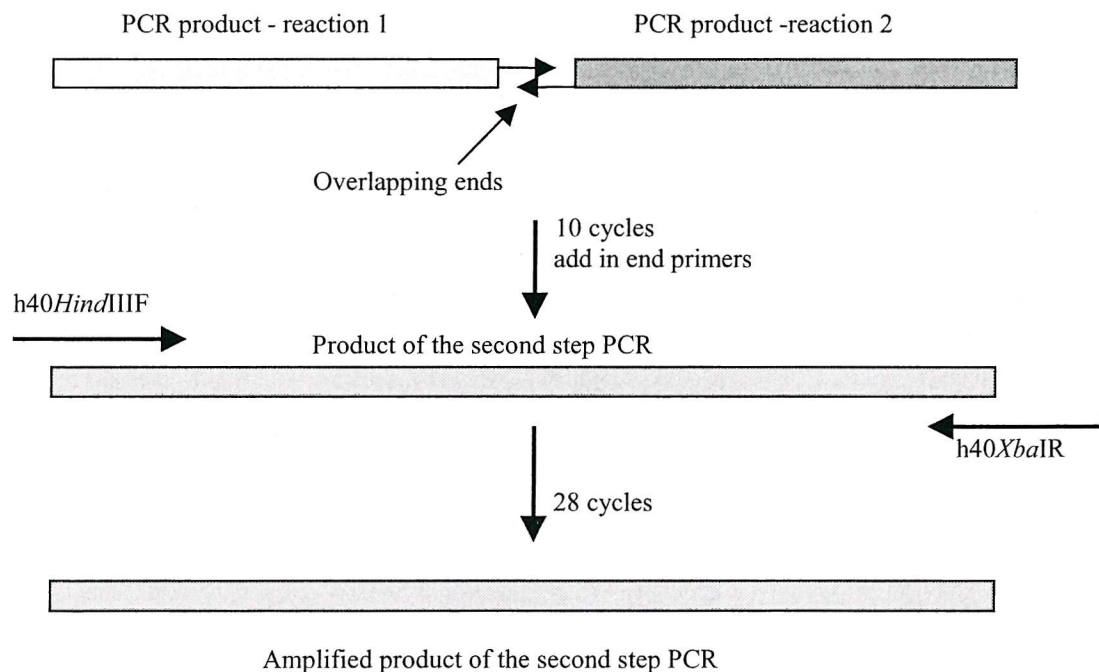 PCR product - reaction 1
PCR product -reaction 2
Overlapping ends
10 cycles
add in end primers
h40HindIIIF
Product of the second step PCR
h40XbaIR
28 cycles
Amplified product of the second step PCR